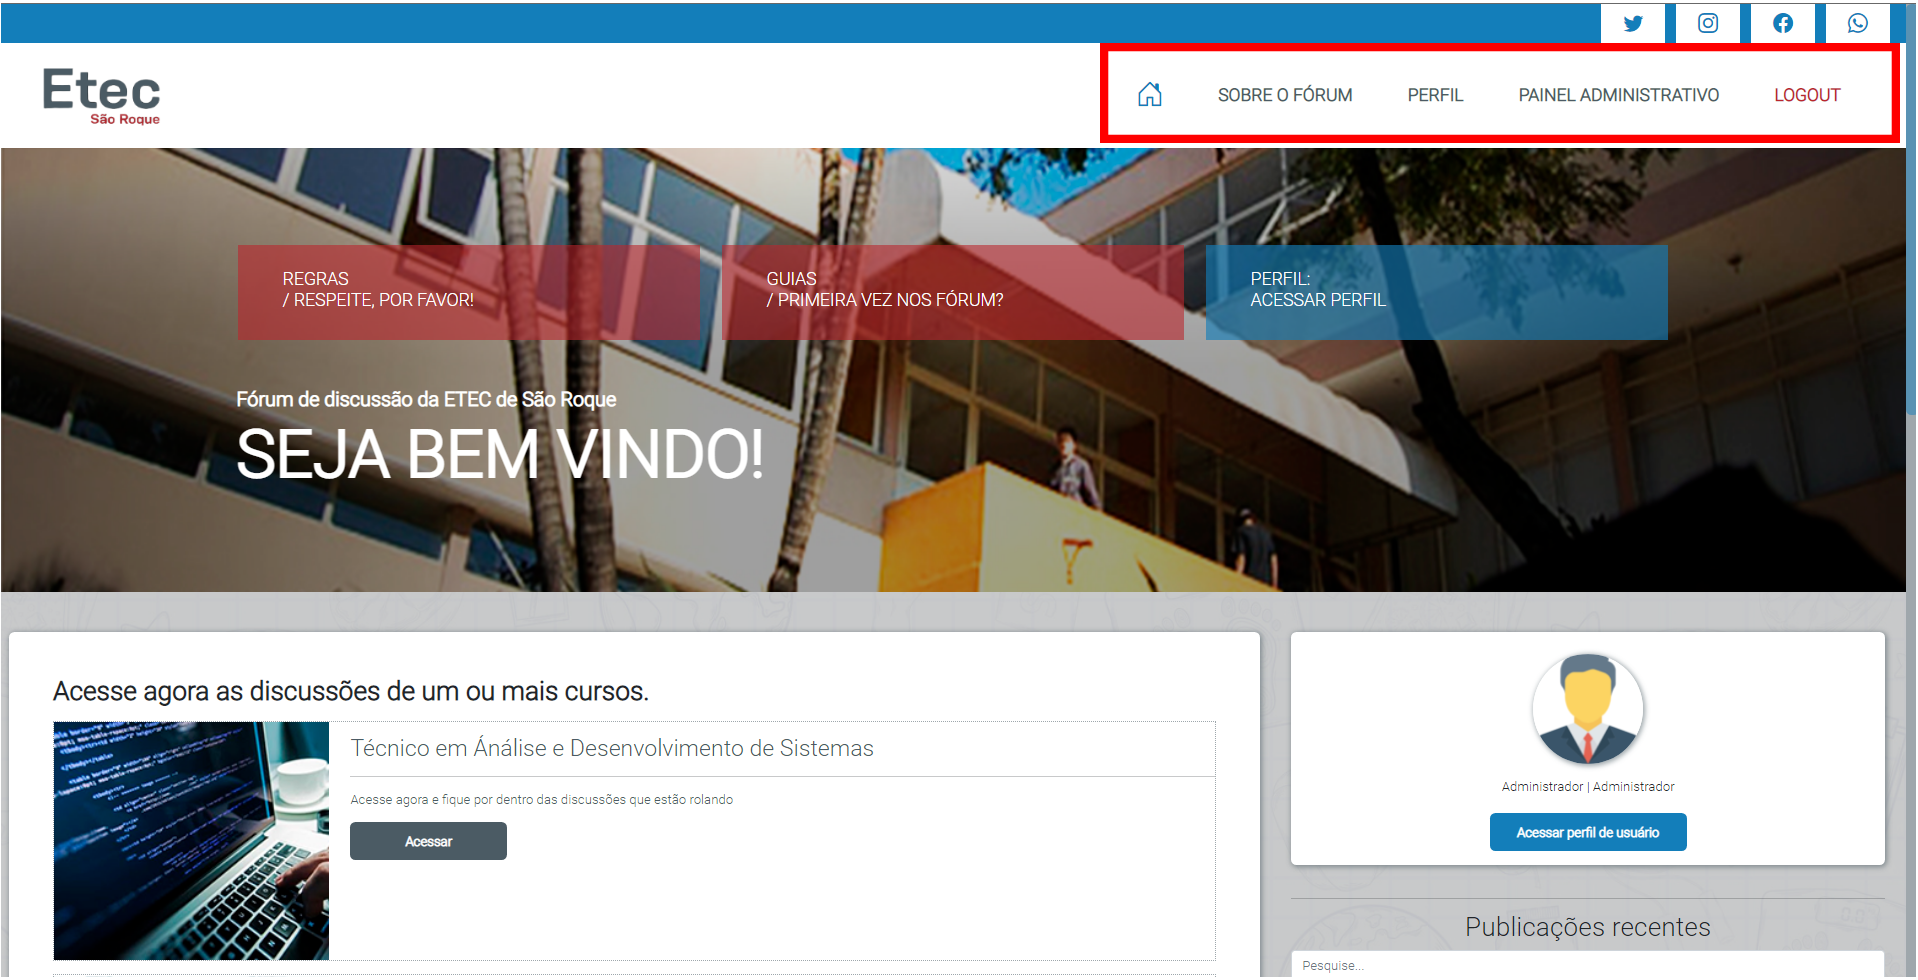 Etec
São Roque
SOBRE O FÓRUM
PERFIL
PAINEL ADMINISTRATIVO
LOGOUT
REGRAS
/ RESPEITE, POR FAVOR!
GUIAS
/ PRIMEIRA VEZ NOS FÓRUM?
PERFIL:
ACESSAR PERFIL
Fórum de discussão da ETEC de São Roque
SEJA BEM VINDO!
Acesse agora as discussões de um ou mais cursos.
Técnico em Ánálise e Desenvolvimento de Sistemas
Acesse agora e fique por dentro das discussões que estão rolando
Acessar
Administrador | Administrador
Acessar perfil de usuário
Publicações recentes
Pesquise...